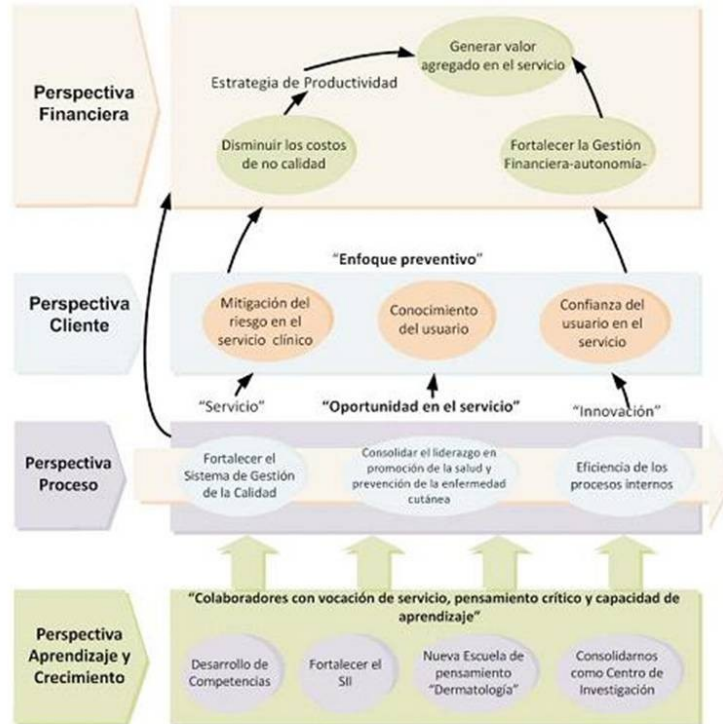 Perspectiva
Financiera
Generar valor
agregado en el servicio
Estrategia de Productividad
Disminuir los costos
de no calidad
Fortalecer la Gestión
Financiera-autonomía-
Perspectiva
Cliente
"Enfoque preventivo"
Mitigación del
riesgo en el
servicio clínico
Conocimiento
del usuario
Confianza del
usuario en el
servicio
"Servicio"
"Oportunidad en el servicio"
"Innovación"
Perspectiva
Proceso
Fortalecer el
Sistema de Gestión
de la Calidad
Consolidar el liderazgo en
promoción de la salud y
prevención de la enfermedad
cutánea
Eficiencia de los
procesos internos
Perspectiva
Aprendizaje y
Crecimiento
"Colaboradores con vocación de servicio, pensamiento crítico y capacidad de
aprendizaje"
Desarrollo de
Competencias
Fortalecer el
SII
Nueva Escuela de
pensamiento
"Dermatología"
Consolidarnos
como Centro de
Investigación